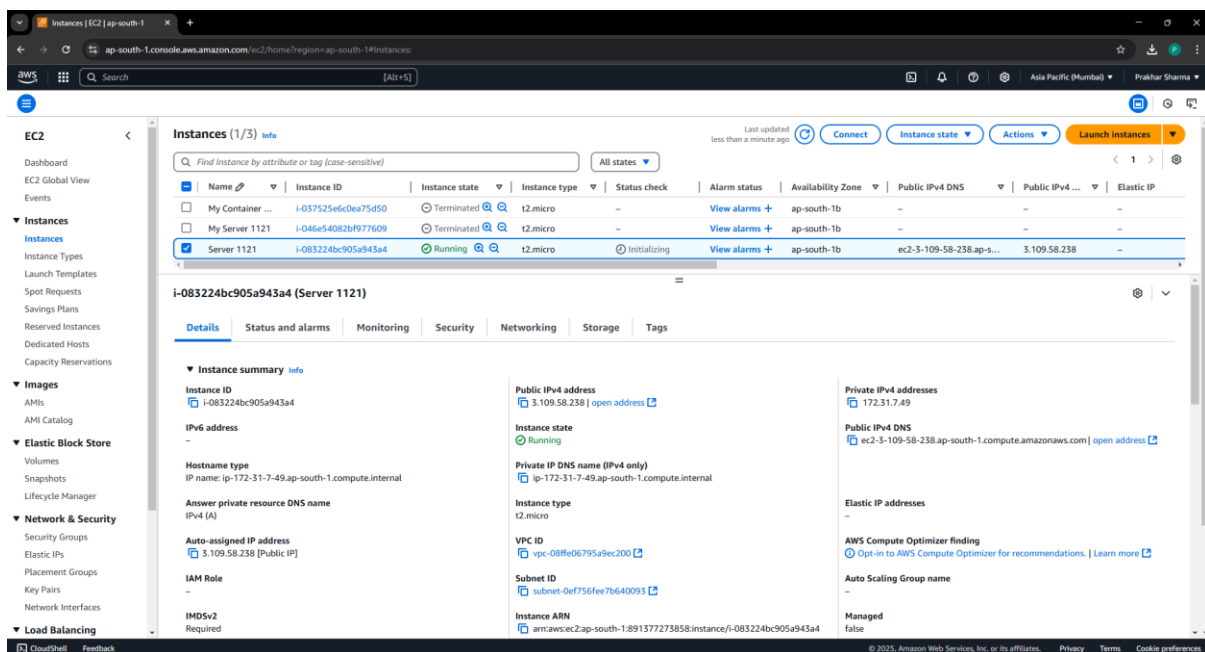 Instances | EC2 | ap-south-1
ap-south-1.console.aws.amazon.com/ec2/home?region=ap-south-1#Instances:
P
aws
Search [Alt+S]
Asia Pacific (Mumbai)
Prakhar Sharma
EC2
Dashboard
EC2 Global View
Events
Instances
Instances
Instance Types
Launch Templates
Spot Requests
Savings Plans
Reserved Instances
Dedicated Hosts
Capacity Reservations
Images
AMIs
AMI Catalog
Elastic Block Store
Volumes
Snapshots
Lifecycle Manager
Network & Security
Security Groups
Elastic IPs
Placement Groups
Key Pairs
Network Interfaces
Load Balancing
Instances (1/3) Info
Last updated
less than a minute ago
Connect
Instance state
Actions
Launch instances
Find Instance by attribute or tag (case-sensitive)
All states
1
Name Instance ID Instance state Instance type Status check Alarm status Availability Zone Public IPv4 DNS Public IPv4 ... Elastic IP
My Container ... i-037525e6c0ea75d50 Terminated t2.micro – View alarms + ap-south-1b – – –
My Server 1121 i-046e54082bf977609 Terminated t2.micro – View alarms + ap-south-1b – – –
Server 1121 i-083224bc905a943a4 Running t2.micro Initializing View alarms + ap-south-1b ec2-3-109-58-238.ap-s... 3.109.58.238 –
i-083224bc905a943a4 (Server 1121)
Details Status and alarms Monitoring Security Networking Storage Tags
Instance summary Info
Instance ID
i-083224bc905a943a4
Public IPv4 address
3.109.58.238 | open address
Private IPv4 addresses
172.31.7.49
IPv6 address
–
Instance state
Running
Public IPv4 DNS
ec2-3-109-58-238.ap-south-1.compute.amazonaws.com | open address
Hostname type
IP name: ip-172-31-7-49.ap-south-1.compute.internal
Private IP DNS name (IPv4 only)
ip-172-31-7-49.ap-south-1.compute.internal
Answer private resource DNS name
IPv4 (A)
Instance type
t2.micro
Elastic IP addresses
–
Auto-assigned IP address
3.109.58.238 [Public IP]
VPC ID
vpc-08ffe06795a9ec200
AWS Compute Optimizer finding
Opt-in to AWS Compute Optimizer for recommendations. | Learn more
IAM Role
–
Subnet ID
subnet-0ef756fee7b640093
Auto Scaling Group name
–
IMDSv2
Required
Instance ARN
arn:aws:ec2:ap-south-1:891377273858:instance/i-083224bc905a943a4
Managed
false
CloudShell Feedback
© 2025, Amazon Web Services, Inc. or its affiliates. Privacy Terms Cookie preferences